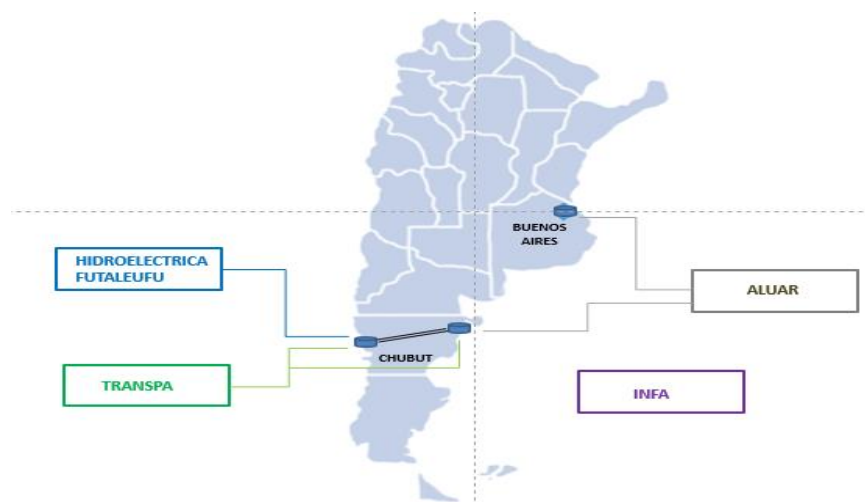 BUENOS
AIRES
HIDROELECTRICA
FUTALEUFU
ALUAR
CHUBUT
TRANSPA
INFA